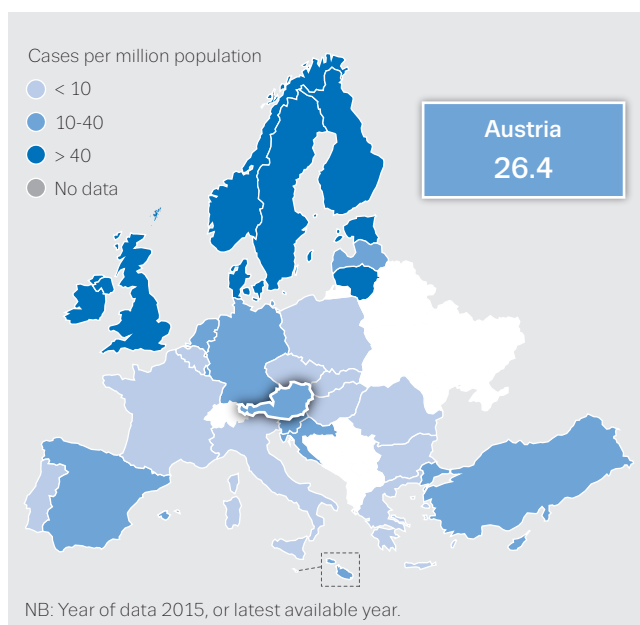 Cases per million population
< 10
10-40
> 40
No data
Austria
26.4
NB: Year of data 2015, or latest available year.